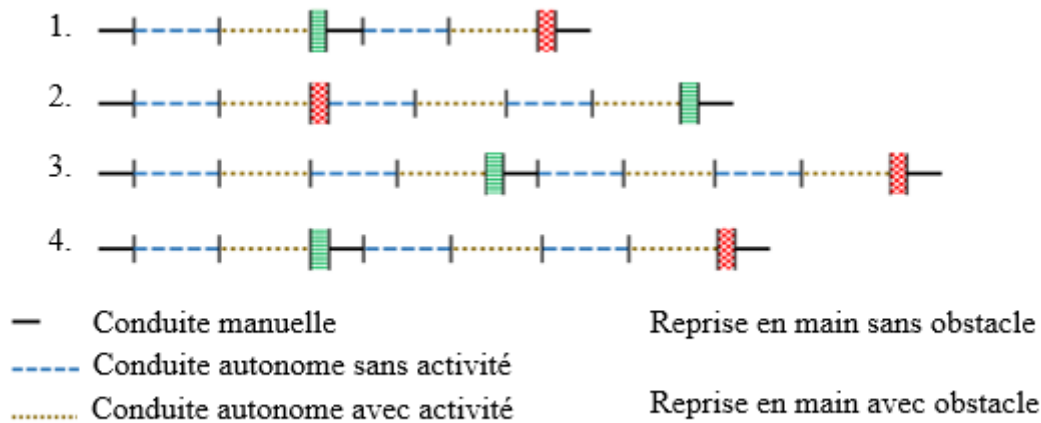 1.
2.
3.
4.
Conduite manuelle
Reprise en main sans obstacle
Conduite autonome sans activité
Conduite autonome avec activité
Reprise en main avec obstacle